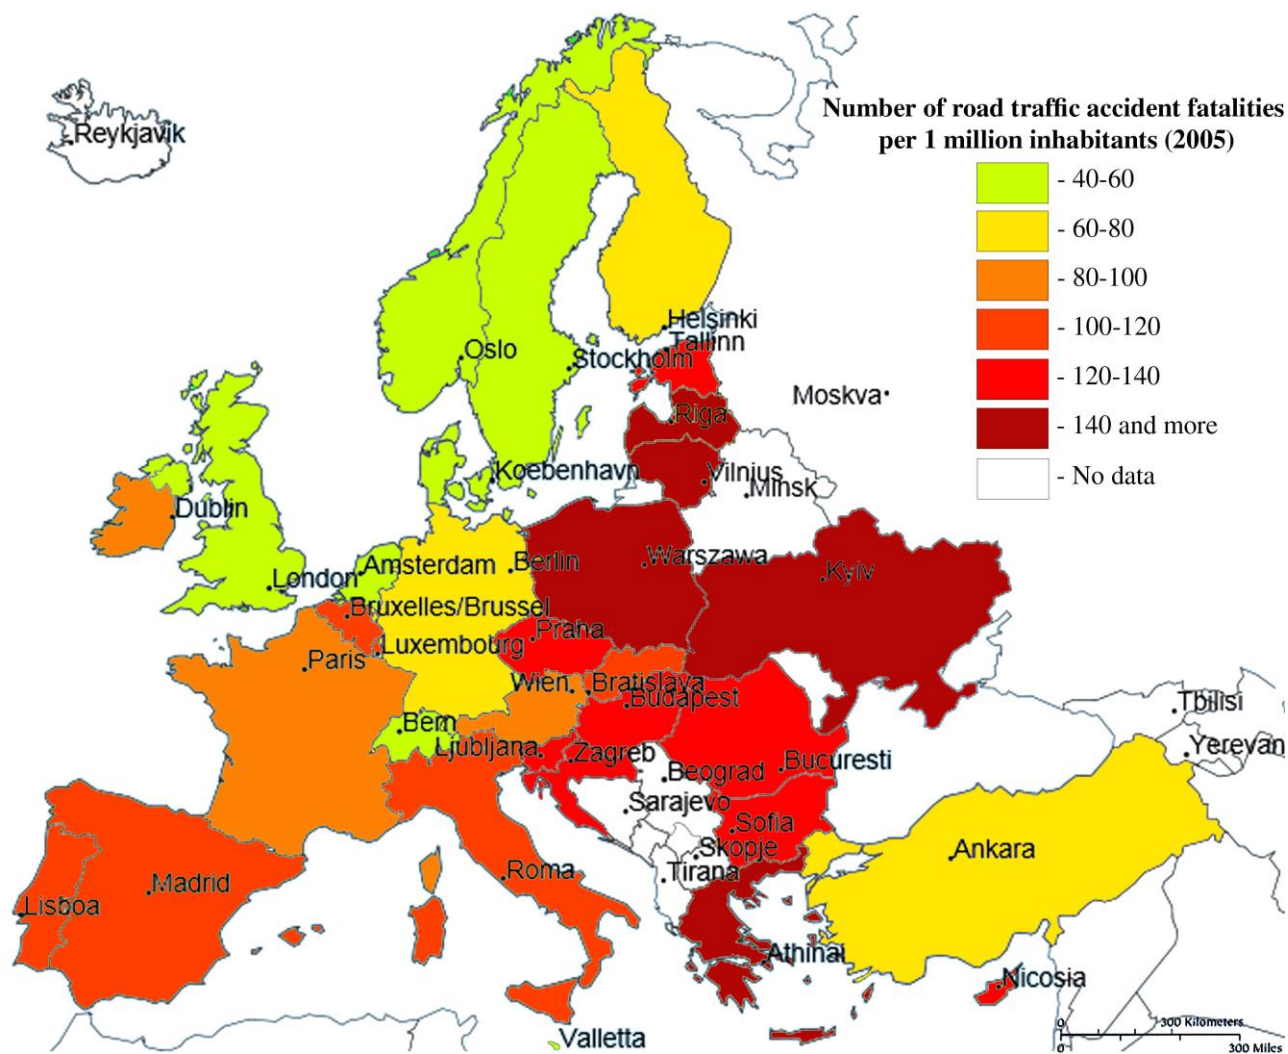 Number of road traffic accident fatalities
per 1 million inhabitants (2005)
- 40-60
- 60-80
- 80-100
- 100-120
- 120-140
- 140 and more
- No data
Reykjavik
Helsinki
Tallinn
Oslo
Stockholm
Moskva
Riga
Koebenhavn
Vilnius
Minsk
Dublin
London
Amsterdam
Berlin
Warszawa
Kyiv
Bruxelles/Brussel
Praha
Luxembourg
Paris
Wien
Bratislava
Budapest
Bern
Ljubljana
Zagreb
Beograd
Bucuresti
Tbilisi
Yerevan
Sarajevo
Sofia
Skopje
Tirana
Ankara
Roma
Madrid
Lisboa
Athinai
Nicosia
Valletta
0 300 Kilometers
0 300 Miles